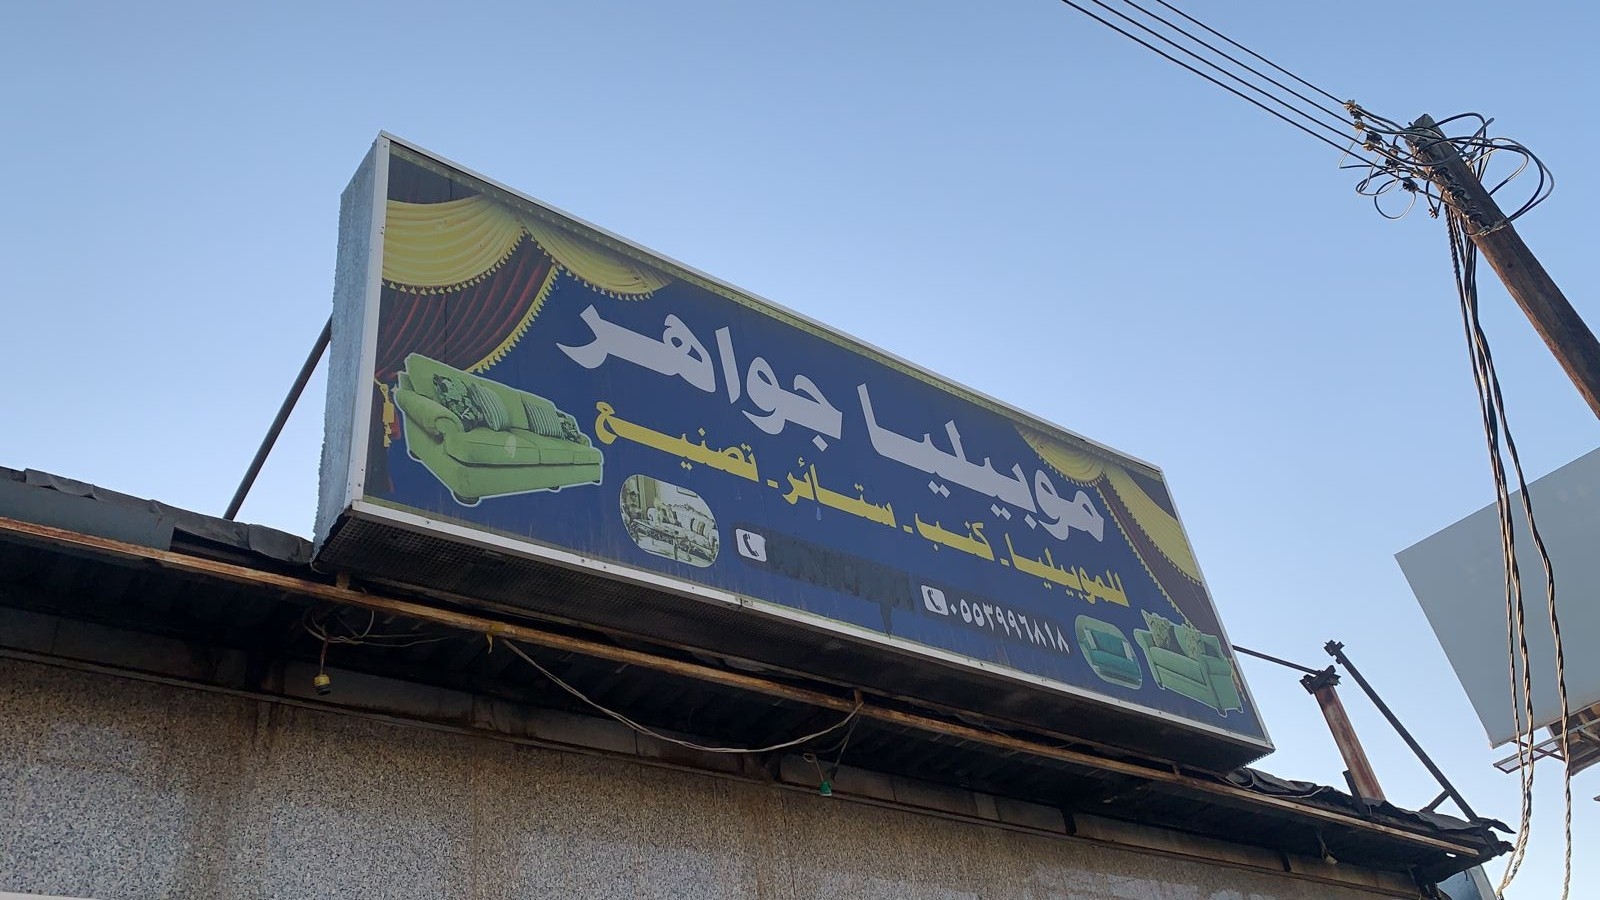 موبيليا جواهر
للموبيليا - كنب - ستائر - تصنيع
٠٥٥٣٩٩٦٨١٨